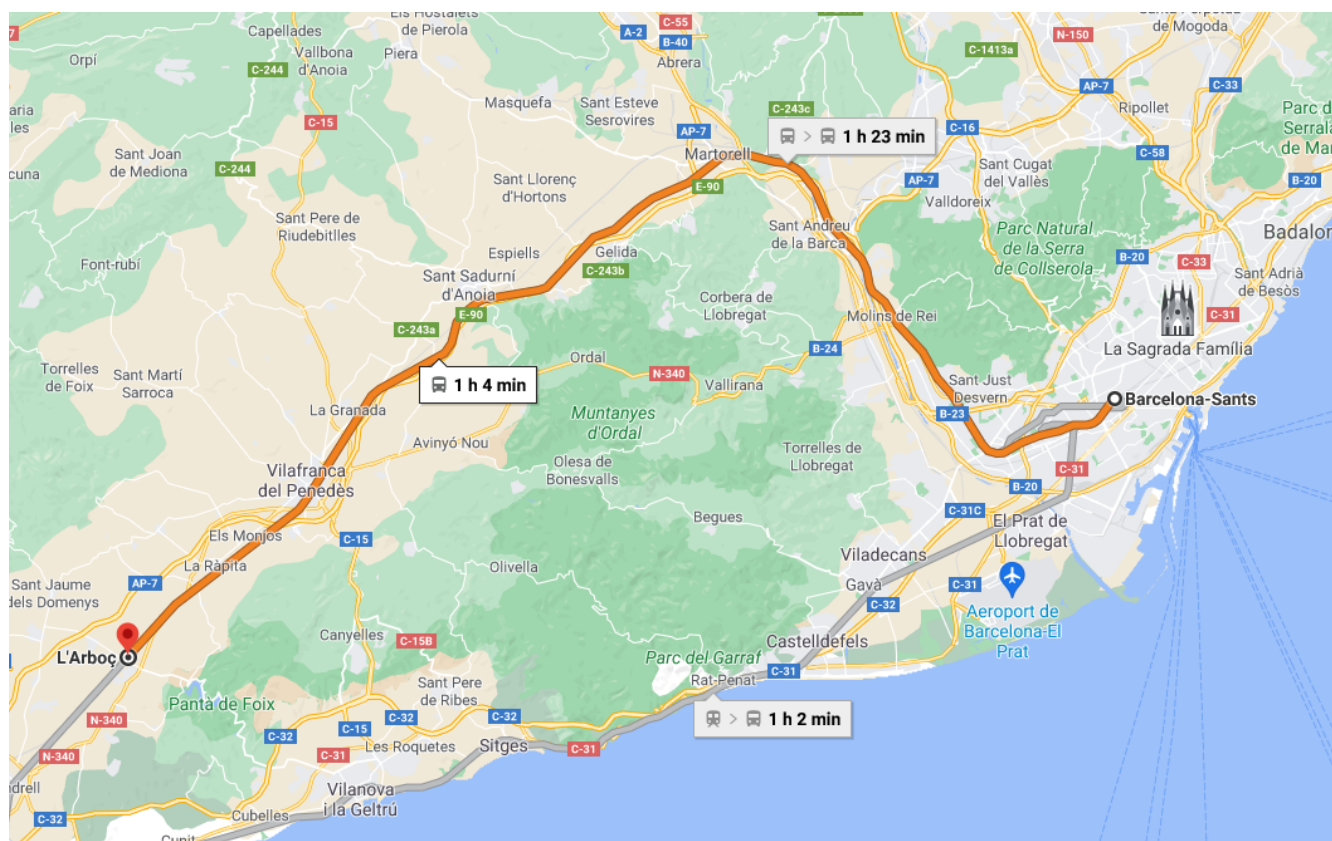 Capellades
Els Hostalets
de Pierola
C-55
A-2
B-40
Abrera
N-150
de Mogoda
C-1413a
Orpí
Vallbona
d'Anoia
Piera
C-244
C-15
Masquefa
Sant Esteve
Sesrovires
AP-7
C-243c
AP-7
Ripollet
C-33
C-16
C-58
1 h 23 min
Martorell
Sant Joan
de Mediona
C-244
Sant Llorenç
d'Hortons
E-90
AP-7
Sant Cugat
del Vallès
Valldoreix
B-20
Sant Pere de
Riudebitlles
Sant Andreu
de la Barca
Parc Natural
de la Serra
de Collserola
B-20
C-33
Font-rubí
Espiells
Gelida
C-243b
Sant Sadurní
d'Anoia
E-90
C-243a
Corbera de
Llobregat
Molins de Rei
Sant Adrià
de Besòs
C-31
La Sagrada Família
B-24
Ordal
N-340
Vallirana
Torrelles
de Foix
Sant Martí
Sarroca
1 h 4 min
La Granada
Avinyó Nou
Muntanyes
d'Ordal
Sant Just
Desvern
B-23
Barcelona-Sants
Torrelles de
Llobregat
Vilafranca
del Penedès
Olesa de
Bonesvalls
C-31
B-20
Begues
C-31C
El Prat de
Llobregat
Els Monjos
C-15
La Ràpita
Olivella
Viladecans
Gavà
C-31
C-32
Aeroport de
Barcelona-El
Prat
Sant Jaume
dels Domenys
AP-7
L'Arboç
Canyelles
C-15B
Castelldefels
Parc del Garraf
Rat-Penat
C-31
Panta de Foix
Sant Pere
de Ribes
N-340
C-32
C-15
C-32
C-32
1 h 2 min
N-340
C-31
Les Roquetes
Sitges
C-31
Vilanova
i la Geltrú
C-32
Cubelles